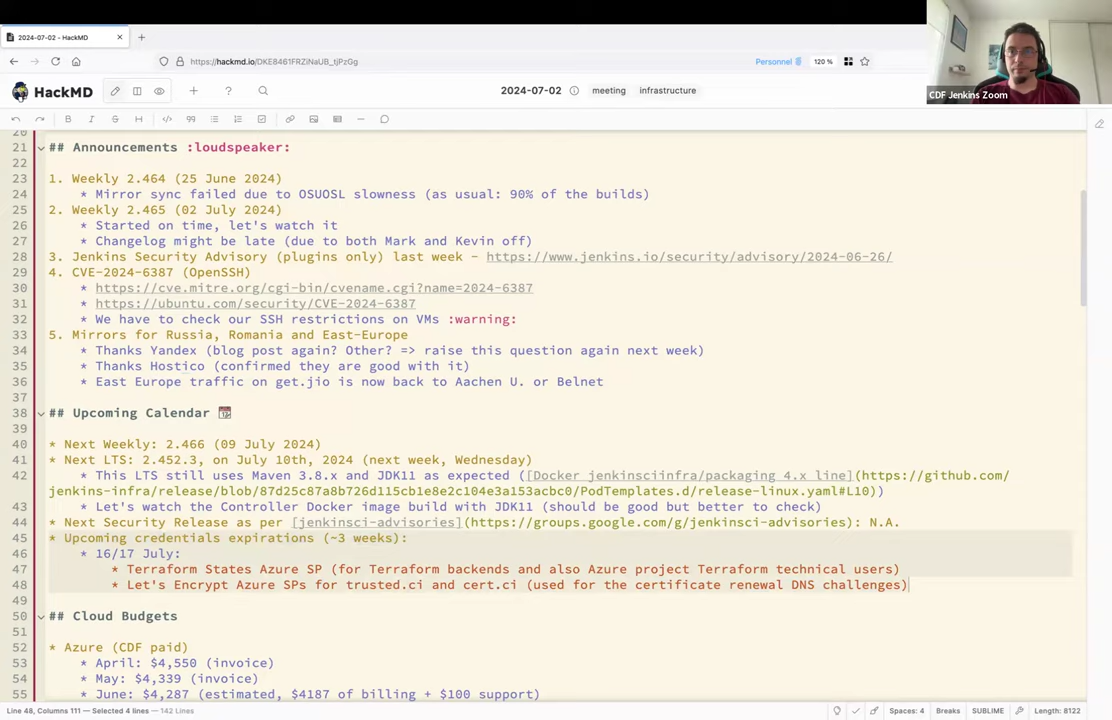 2024-07-02 - HackMD
https://hackmd.io/DKE8461FRZiNaUB_tjPzGg
Personnel
120 %
CDF Jenkins Zoom
HackMD
2024-07-02
meeting
infrastructure
20
21 ## Announcements :loudspeaker:
22
23 1. Weekly 2.464 (25 June 2024)
24 * Mirror sync failed due to OSUOSL slowness (as usual: 90% of the builds)
25 2. Weekly 2.465 (02 July 2024)
26 * Started on time, let's watch it
27 * Changelog might be late (due to both Mark and Kevin off)
28 3. Jenkins Security Advisory (plugins only) last week - https://www.jenkins.io/security/advisory/2024-06-26/
29 4. CVE-2024-6387 (OpenSSH)
30 * https://cve.mitre.org/cgi-bin/cvename.cgi?name=2024-6387
31 * https://ubuntu.com/security/CVE-2024-6387
32 * We have to check our SSH restrictions on VMs :warning:
33 5. Mirrors for Russia, Romania and East-Europe
34 * Thanks Yandex (blog post again? Other? => raise this question again next week)
35 * Thanks Hostico (confirmed they are good with it)
36 * East Europe traffic on get.jio is now back to Aachen U. or Belnet
37
38 ## Upcoming Calendar 📆
39
40 * Next Weekly: 2.466 (09 July 2024)
41 * Next LTS: 2.452.3, on July 10th, 2024 (next week, Wednesday)
42 * This LTS still uses Maven 3.8.x and JDK11 as expected ([Docker jenkinsciinfra/packaging 4.x line](https://github.com/
jenkins-infra/release/blob/87d25c87a8b726d115cb1e8e2c104e3a153acbc0/PodTemplates.d/release-linux.yaml#L10))
43 * Let's watch the Controller Docker image build with JDK11 (should be good but better to check)
44 * Next Security Release as per [jenkinsci-advisories](https://groups.google.com/g/jenkinsci-advisories): N.A.
45 * Upcoming credentials expirations (~3 weeks):
46 * 16/17 July:
47 * Terraform States Azure SP (for Terraform backends and also Azure project Terraform technical users)
48 * Let's Encrypt Azure SPs for trusted.ci and cert.ci (used for the certificate renewal DNS challenges)
49
50 ## Cloud Budgets
51
52 * Azure (CDF paid)
53 * April: $4,550 (invoice)
54 * May: $4,339 (invoice)
55 * June: $4,287 (estimated, $4187 of billing + $100 support)
Line 48, Columns 111 — Selected 4 lines — 142 Lines
Spaces: 4
Breaks
SUBLIME
Length: 8122